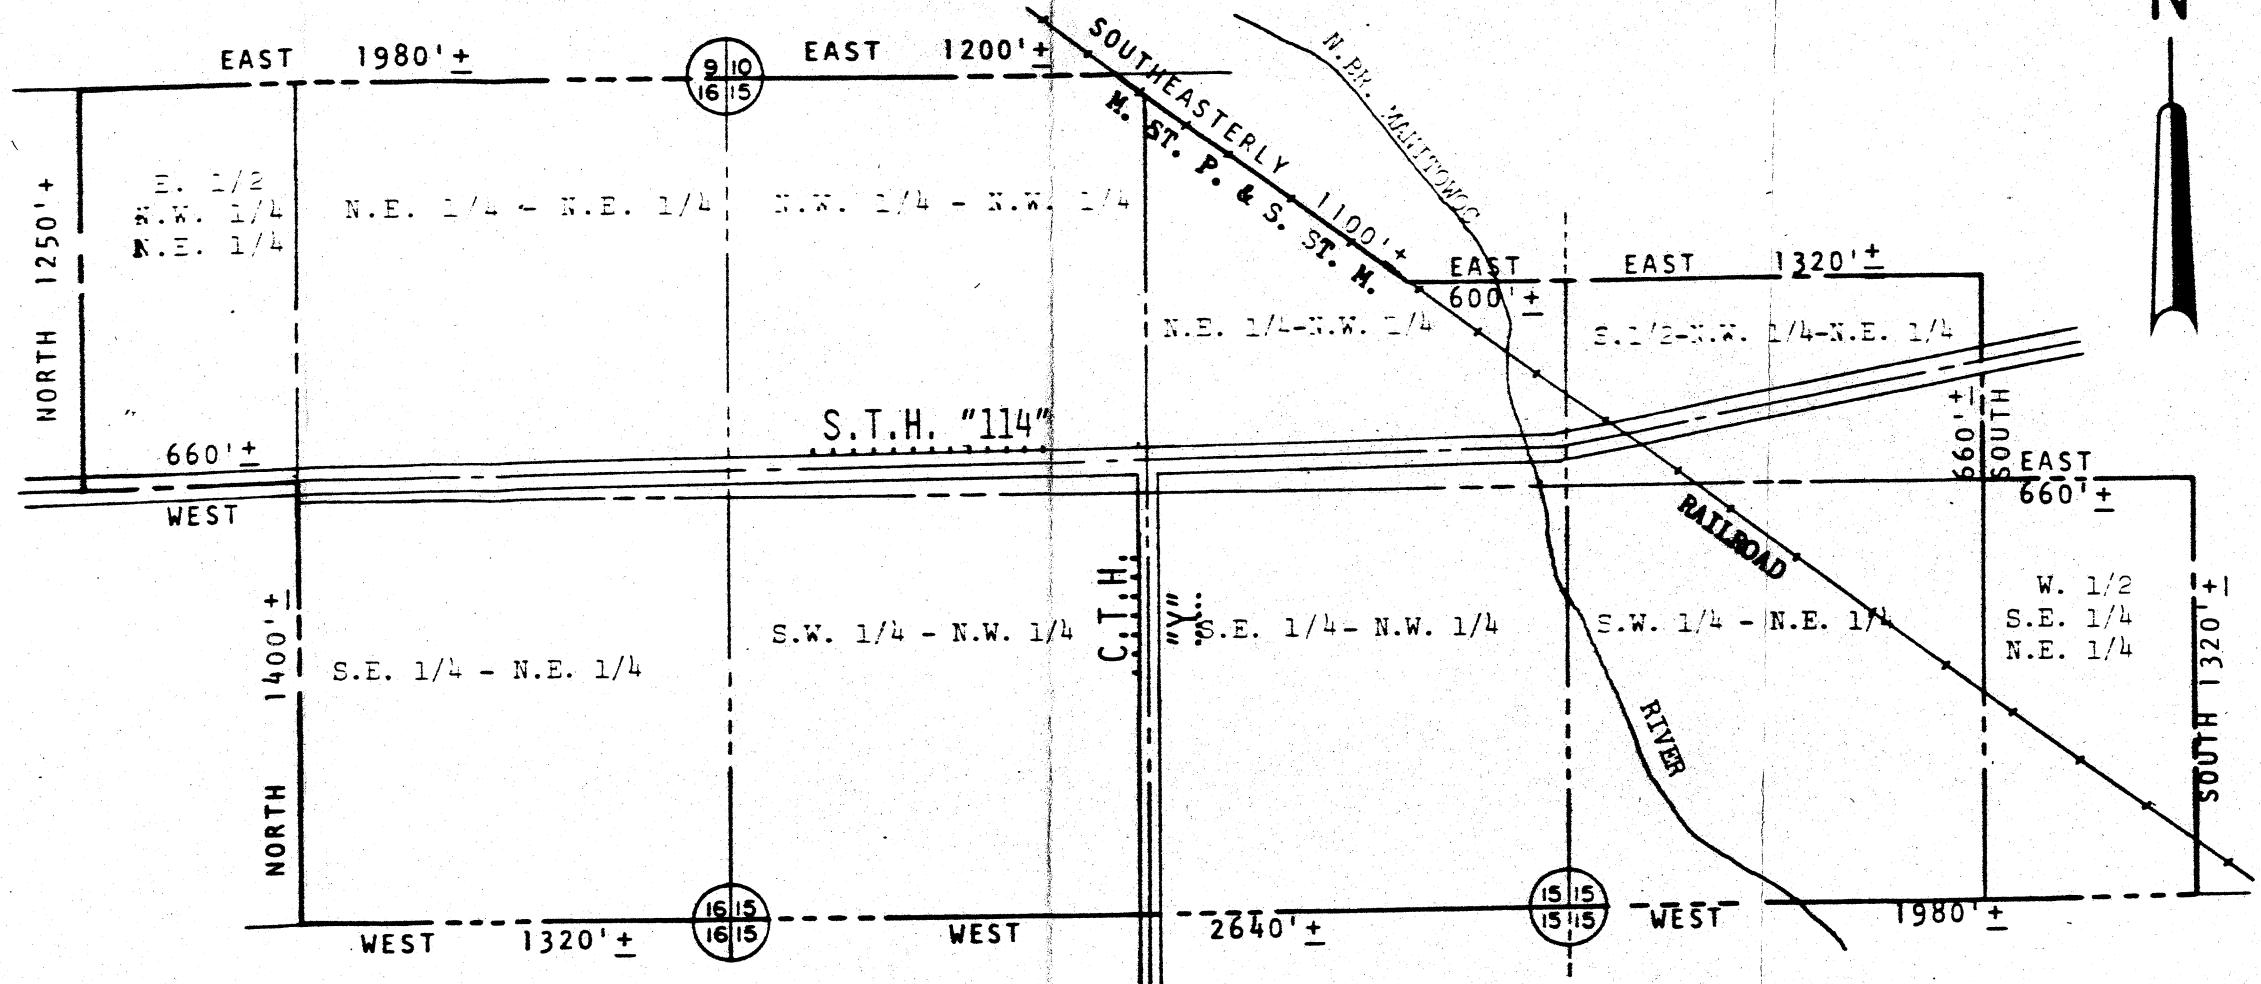 N
EAST 1980'±
9 10
16 15
EAST 1200'±
SOUTHEASTERLY 1100'±
M. ST. P. & S. ST. M.
N. BR. MANITOWOC
NORTH 1250'±
E. 1/2
N.W. 1/4
N.E. 1/4
N.E. 1/4 - N.E. 1/4
N.W. 1/4 - N.W. 1/4
EAST
600'±
EAST 1320'±
N.E. 1/4-N.W. 1/4
S.1/2-N.W. 1/4-N.E. 1/4
S.T.H. "114"
660'±
WEST
660'±
SOUTH
EAST
660'±
RAILROAD
NORTH 1400'±
S.E. 1/4 - N.E. 1/4
S.W. 1/4 - N.W. 1/4
C.T.H.
"Y"
S.E. 1/4- N.W. 1/4
S.W. 1/4 - N.E. 1/4
W. 1/2
S.E. 1/4
N.E. 1/4
SOUTH 1320'±
RIVER
WEST 1320'±
16 15
16 15
WEST 2640'±
15 15
15 15
WEST 1980'±